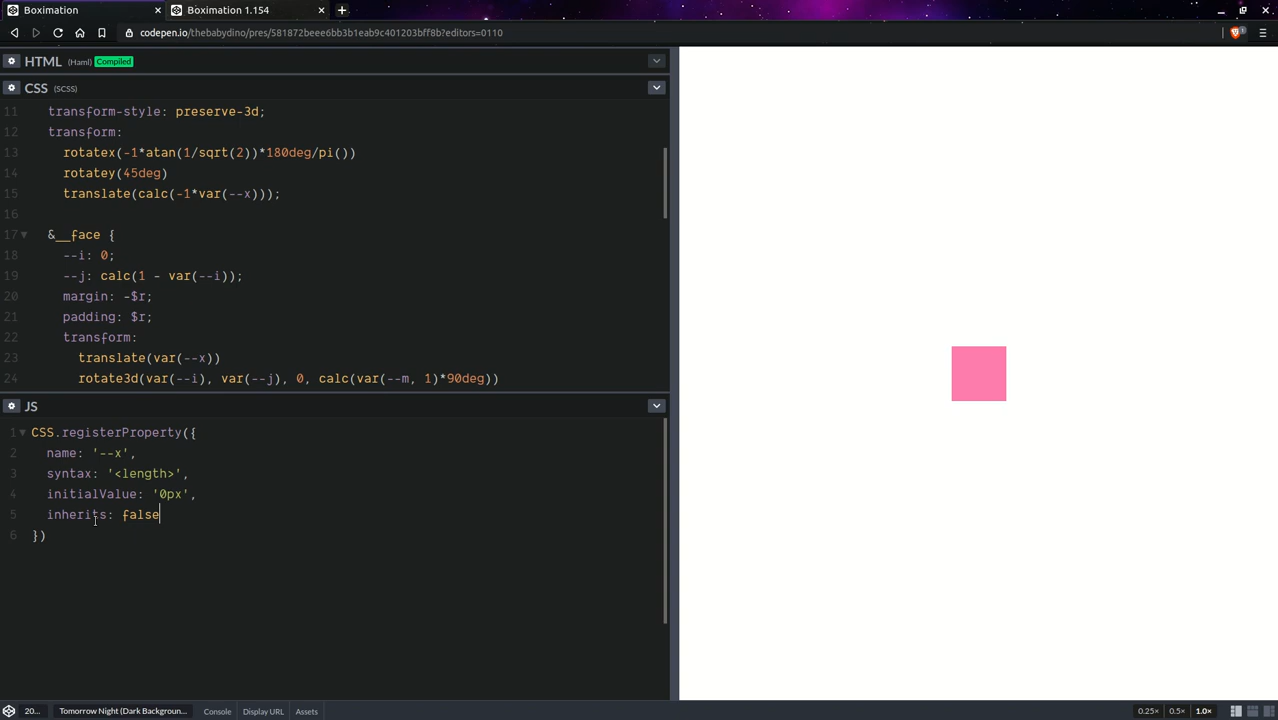 Boximation
Boximation 1.154
codepen.io/thebabydino/pres/581872beee6bb3b1eab9c401203bff8b?editors=0110
1
HTML (Haml) Compiled
CSS (SCSS)
11 transform-style: preserve-3d;
12 transform:
13 rotatex(-1*atan(1/sqrt(2))*180deg/pi())
14 rotatey(45deg)
15 translate(calc(-1*var(--x)));
16
17 &__face {
18 --i: 0;
19 --j: calc(1 - var(--i));
20 margin: -$r;
21 padding: $r;
22 transform:
23 translate(var(--x))
24 rotate3d(var(--i), var(--j), 0, calc(var(--m, 1)*90deg))
JS
1 CSS.registerProperty({
2 name: '--x',
3 syntax: '<length>',
4 initialValue: '0px',
5 inherits: false
6 })
20... Tomorrow Night (Dark Backgroun... Console Display URL Assets 0.25× 0.5× 1.0×